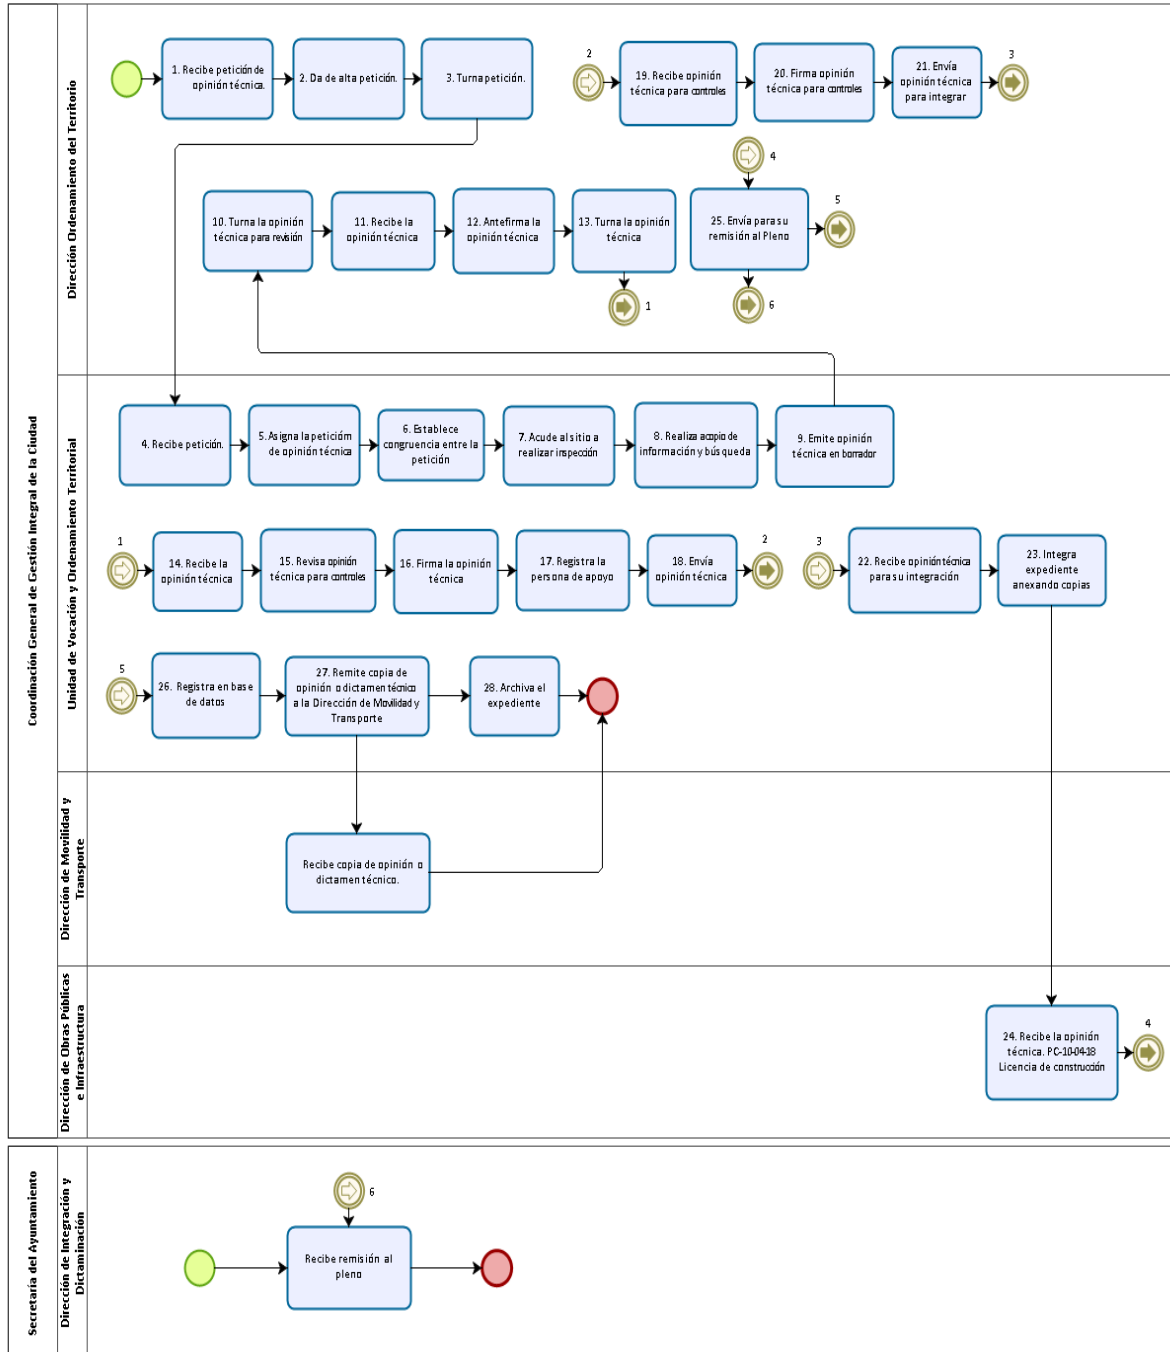 Coordinación General de Gestión Integral de la Ciudad
Dirección Ordenamiento del Territorio
1. Recibe petición de
opinión técnica.
2. Da de alta petición.
3. Turna petición.
2
19. Recibe opinión
técnica para controles
20. Firma opinión
técnica para controles
21. Envía
opinión técnica
para integrar
3
10. Turna la opinión
técnica para revisión
11. Recibe la
opinión técnica
12. Antefirma la
opinión técnica
13. Turna la opinión
técnica
1
4
25. Envía para su
remisión al Pleno
5
6
Unidad de Vocación y Ordenamiento Territorial
4. Recibe petición.
5. Asigna la petición
de opinión técnica
6. Establece
congruencia entre la
petición
7. Acude al sitio a
realizar inspección
8. Realiza acopio de
información y búsqueda
9. Emite opinión
técnica en borrador
1
14. Recibe la
opinión técnica
15. Revisa opinión
técnica para controles
16. Firma la opinión
técnica
17. Registra la
persona de apoyo
18. Envía
opinión técnica
2
3
22. Recibe opinión técnica
para su integración
23. Integra
expediente
anexando copias
5
26. Registra en base
de datos
27. Remite copia de
opinión o dictamen técnico
a la Dirección de Movilidad y
Transporte
28. Archiva el
expediente
Dirección de Movilidad y
Transporte
Recibe copia de opinión o
dictamen técnico.
Dirección de Obras Públicas
e Infraestructura
24. Recibe la opinión
técnica. PC-10-04-18
Licencia de construcción
4
Secretaria del Ayuntamiento
Dirección de Integración y
Dictaminación
6
Recibe remisión al
pleno